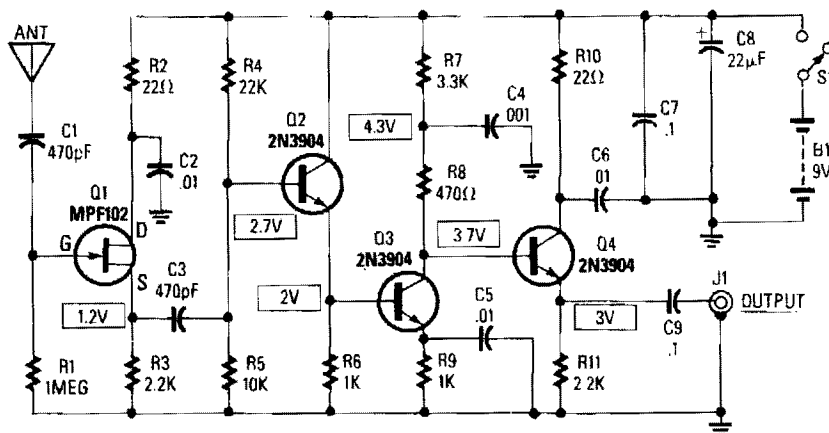 ANT
C1
470pF
Q1
MPF102
G
D
S
R1
1MEG
R2
22Ω
C2
.01
1.2V
C3
470pF
R3
2.2K
R4
22K
2.7V
R5
10K
Q2
2N3904
2V
R6
1K
R7
3.3K
4.3V
C4
.001
R8
470Ω
Q3
2N3904
3.7V
C5
.01
R9
1K
R10
22Ω
C6
.01
Q4
2N3904
3V
R11
2.2K
C7
.1
+
C8
22µF
C9
.1
J1
OUTPUT
B1
9V